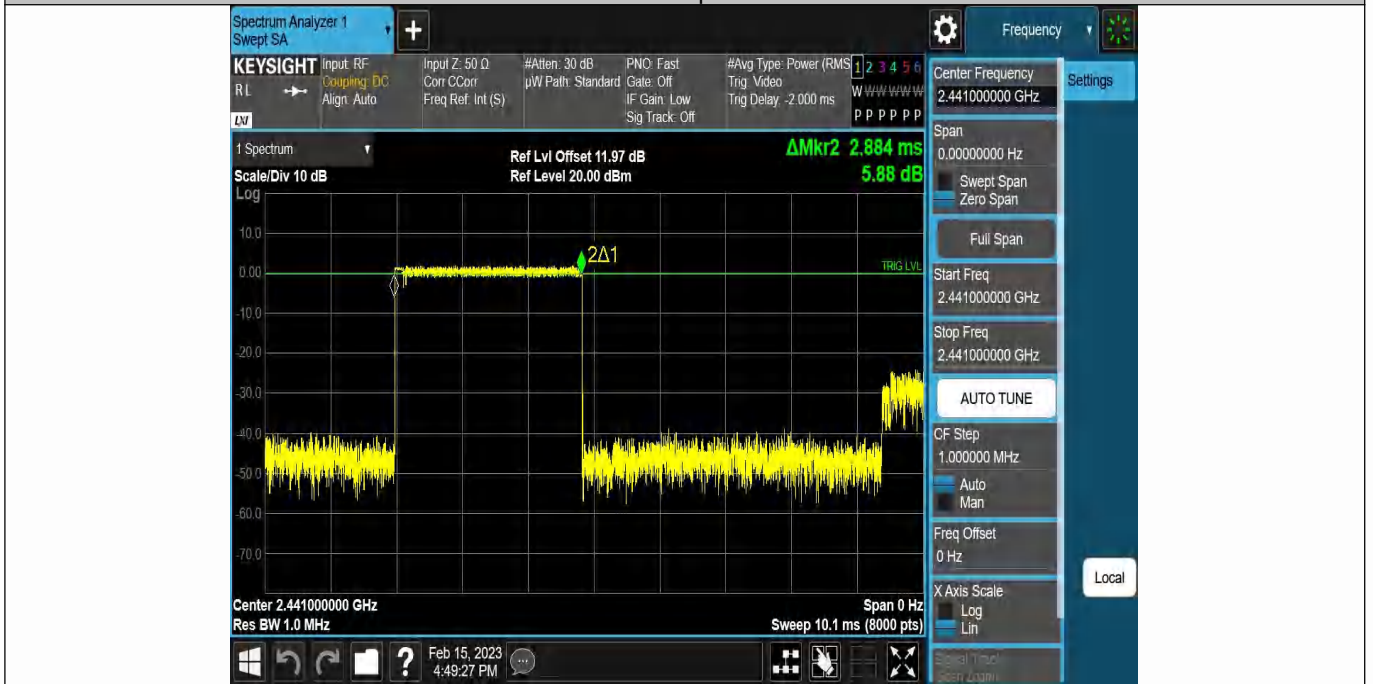 Spectrum Analyzer 1
Swept SA
+
Frequency
KEYSIGHT
RL
LXI
Input: RF
Coupling: DC
Align: Auto
Input Z: 50 Ω
Corr CCorr
Freq Ref: Int (S)
#Atten: 30 dB
µW Path: Standard
PNO: Fast
Gate: Off
IF Gain: Low
Sig Track: Off
#Avg Type: Power (RMS
Trig: Video
Trig Delay: -2.000 ms
1 2 3 4 5 6
W W W W W W
P P P P P P
1 Spectrum
Scale/Div 10 dB
Log
Ref Lvl Offset 11.97 dB
Ref Level 20.00 dBm
ΔMkr2 2.884 ms
5.88 dB
10.0
0.00
-10.0
-20.0
-30.0
-40.0
-50.0
-60.0
-70.0
2Δ1
TRIG LVL
Center 2.441000000 GHz
Res BW 1.0 MHz
Span 0 Hz
Sweep 10.1 ms (8000 pts)
Center Frequency
2.441000000 GHz
Settings
Span
0.00000000 Hz
Swept Span
Zero Span
Full Span
Start Freq
2.441000000 GHz
Stop Freq
2.441000000 GHz
AUTO TUNE
CF Step
1.000000 MHz
Auto
Man
Freq Offset
0 Hz
X Axis Scale
Log
Lin
Signal Track
Local
?
Feb 15, 2023
4:49:27 PM